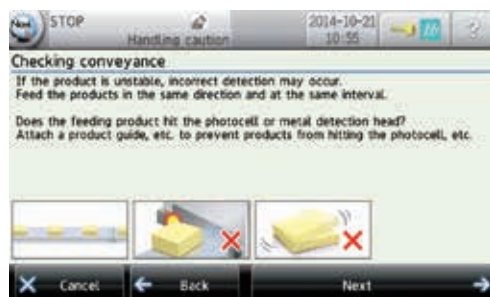 STOP
Handling caution
2014-10-21
10:55
Checking conveyance
If the product is unstable, incorrect detection may occur.
Feed the products in the same direction and at the same interval.
Does the feeding product hit the photocell or metal detection head?
Attach a product guide, etc. to prevent products from hitting the photocell, etc.
Cancel
Back
Next